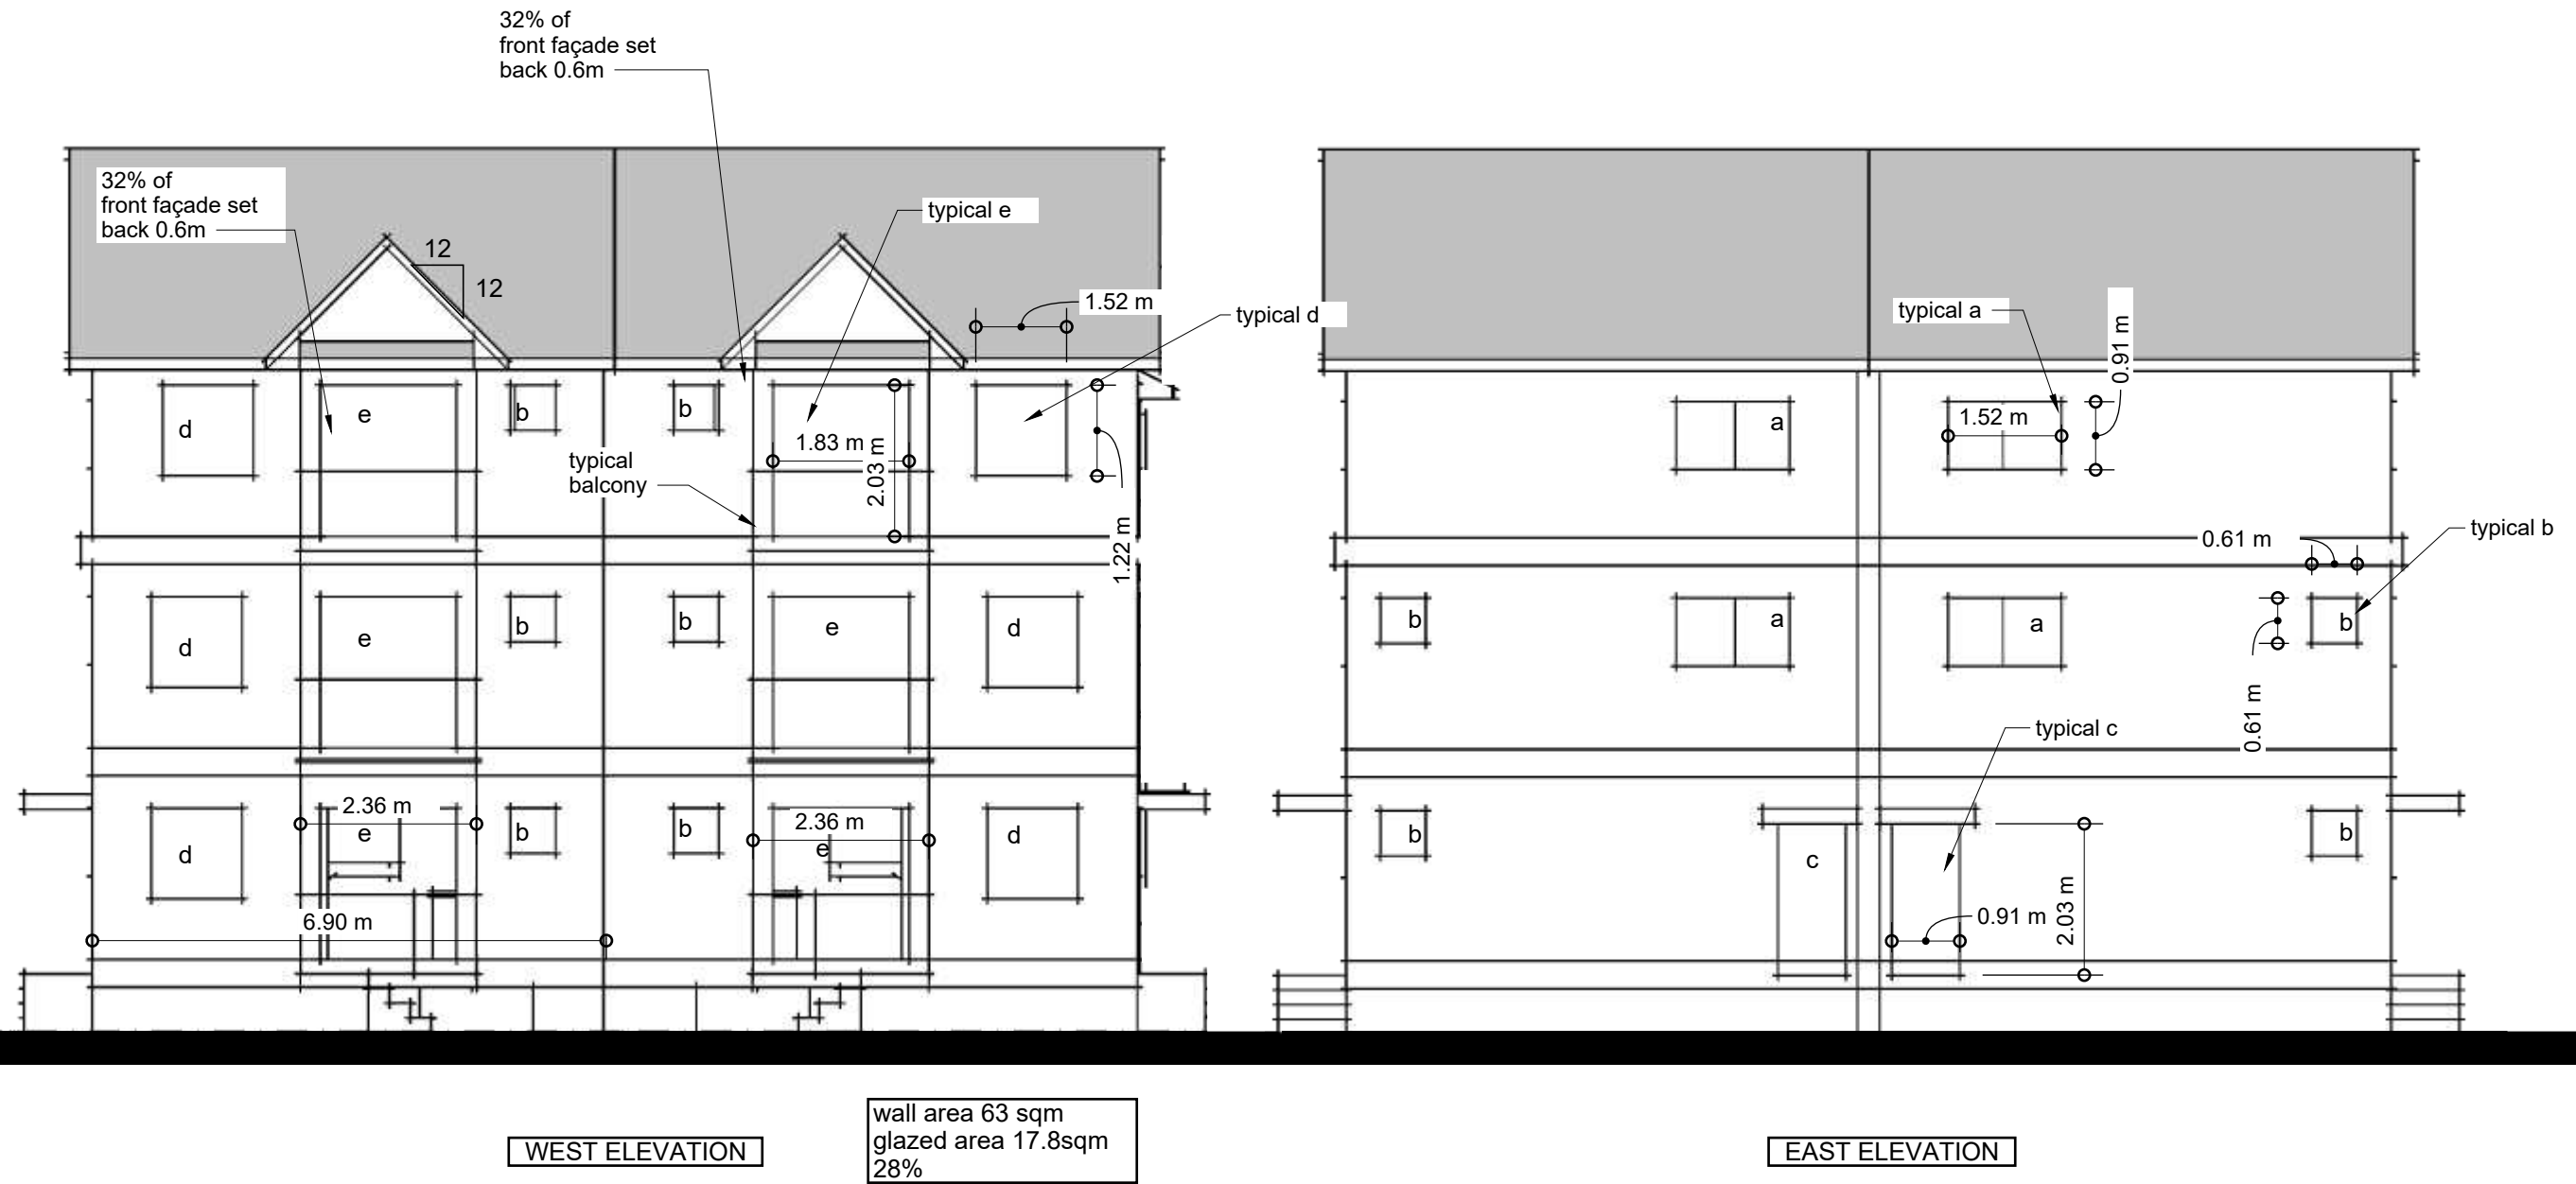 32% of
front façade set
back 0.6m
32% of
front façade set
back 0.6m
12
12
typical e
1.52 m
typical d
d
e
b
b
1.83 m
2.03 m
typical
balcony
1.22 m
d
e
b
b
e
d
2.36 m
e
d
b
b
2.36 m
e
d
6.90 m
typical a
0.91 m
a
1.52 m
0.61 m
typical b
b
a
a
b
0.61 m
typical c
b
c
b
0.91 m
2.03 m
WEST ELEVATION
wall area 63 sqm
glazed area 17.8sqm
28%
EAST ELEVATION